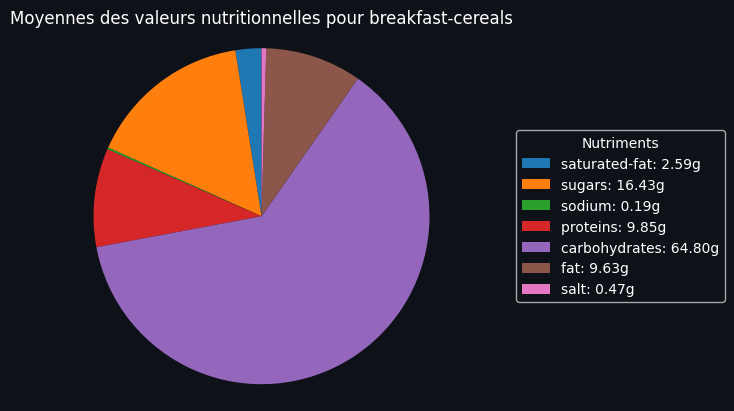 Moyennes des valeurs nutritionnelles pour breakfast-cereals
Nutriments
saturated-fat: 2.59g
sugars: 16.43g
sodium: 0.19g
proteins: 9.85g
carbohydrates: 64.80g
fat: 9.63g
salt: 0.47g